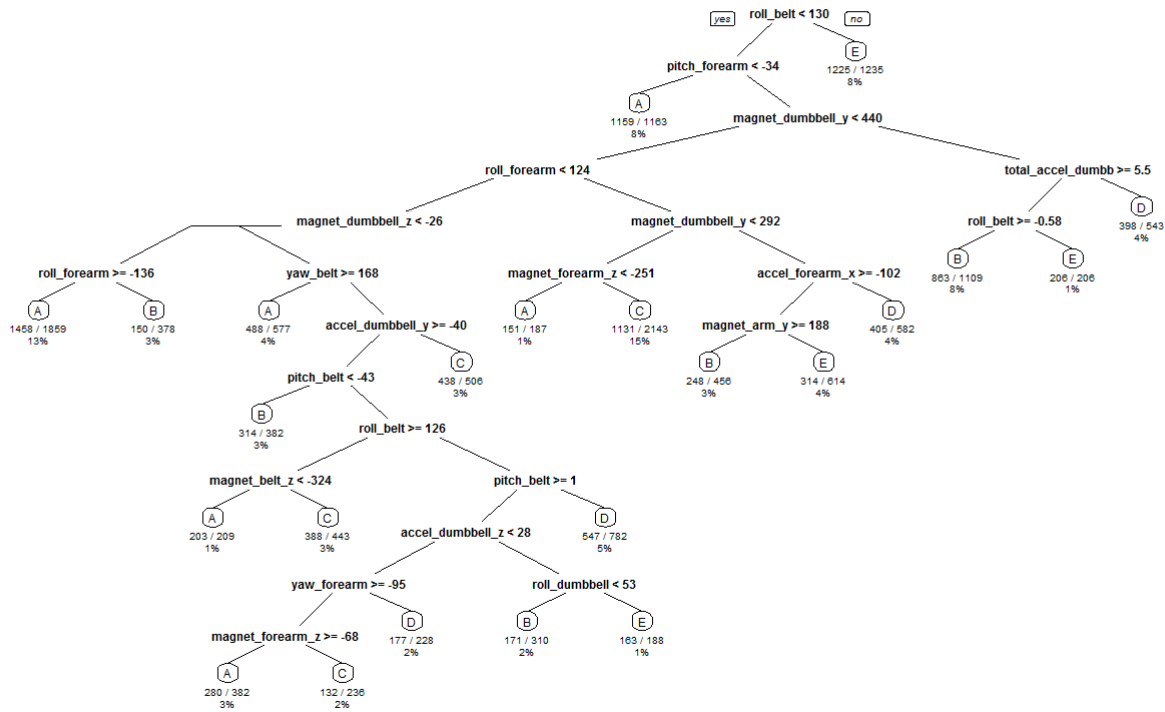 roll_belt < 130
yes
no
E
1225 / 1235
8%
pitch_forearm < -34
A
1159 / 1163
8%
magnet_dumbbell_y < 440
roll_forearm < 124
total_accel_dumbb >= 5.5
magnet_dumbbell_z < -26
magnet_dumbbell_y < 292
roll_belt >= -0.58
D
398 / 543
4%
roll_forearm >= -136
yaw_belt >= 168
magnet_forearm_z < -251
accel_forearm_x >= -102
B
863 / 1109
8%
E
206 / 206
1%
A
1458 / 1859
13%
B
150 / 378
3%
A
488 / 577
4%
accel_dumbbell_y >= -40
A
151 / 187
1%
C
1131 / 2143
15%
magnet_arm_y >= 188
D
405 / 582
4%
pitch_belt < -43
C
438 / 506
3%
B
248 / 456
3%
E
314 / 614
4%
B
314 / 382
3%
roll_belt >= 126
magnet_belt_z < -324
pitch_belt >= 1
A
203 / 209
1%
C
388 / 443
3%
accel_dumbbell_z < 28
D
547 / 782
5%
yaw_forearm >= -95
roll_dumbbell < 53
magnet_forearm_z >= -68
D
177 / 228
2%
B
171 / 310
2%
E
163 / 188
1%
A
280 / 382
3%
C
132 / 236
2%